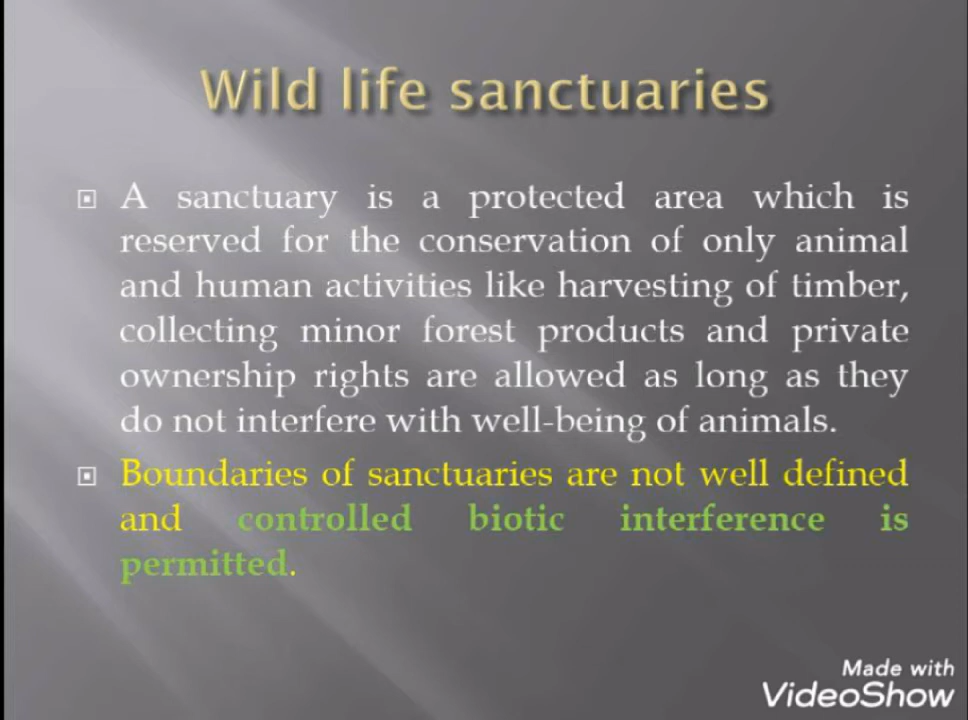 Wild life sanctuaries
A sanctuary is a protected area which is
reserved for the conservation of only animal
and human activities like harvesting of timber,
collecting minor forest products and private
ownership rights are allowed as long as they
do not interfere with well-being of animals.
Boundaries of sanctuaries are not well defined
and controlled biotic interference is
permitted.
Made with
VideoShow